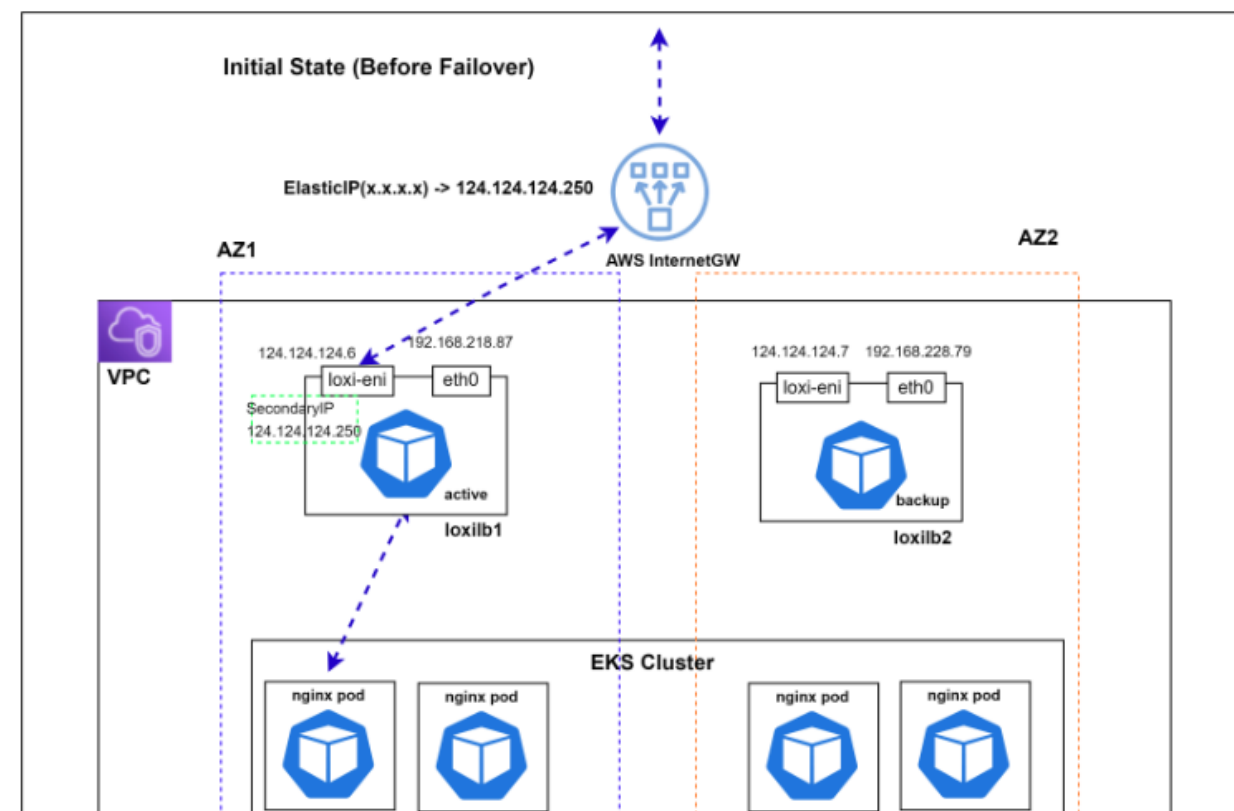 Initial State (Before Failover)
ElasticIP(x.x.x.x) -> 124.124.124.250
AWS InternetGW
AZ1
AZ2
VPC
124.124.124.6
192.168.218.87
loxi-eni
eth0
SecondaryIP
124.124.124.250
active
loxilb1
124.124.124.7
192.168.228.79
loxi-eni
eth0
backup
loxilb2
EKS Cluster
nginx pod
nginx pod
nginx pod
nginx pod